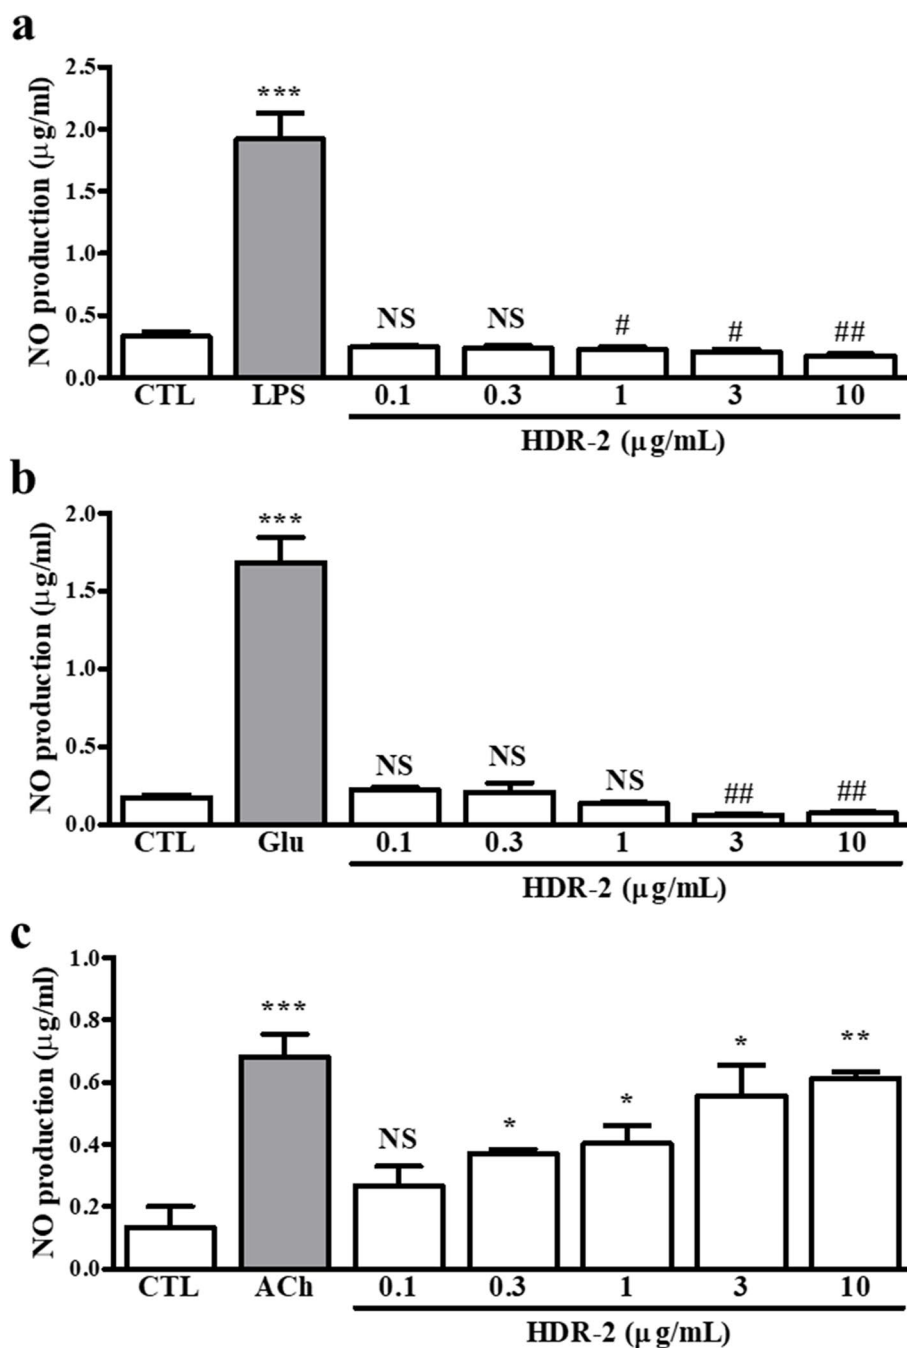 a
NO production (μg/ml)
2.5
2.0
1.5
1.0
0.5
0.0
***
NS NS # # ##
CTL LPS 0.1 0.3 1 3 10
HDR-2 (μg/mL)
b
NO production (μg/ml)
2.0
1.5
1.0
0.5
0.0
***
NS NS NS ## ##
CTL Glu 0.1 0.3 1 3 10
HDR-2 (μg/mL)
c
NO production (μg/ml)
1.0
0.8
0.6
0.4
0.2
0.0
***
NS * * * **
CTL ACh 0.1 0.3 1 3 10
HDR-2 (μg/mL)